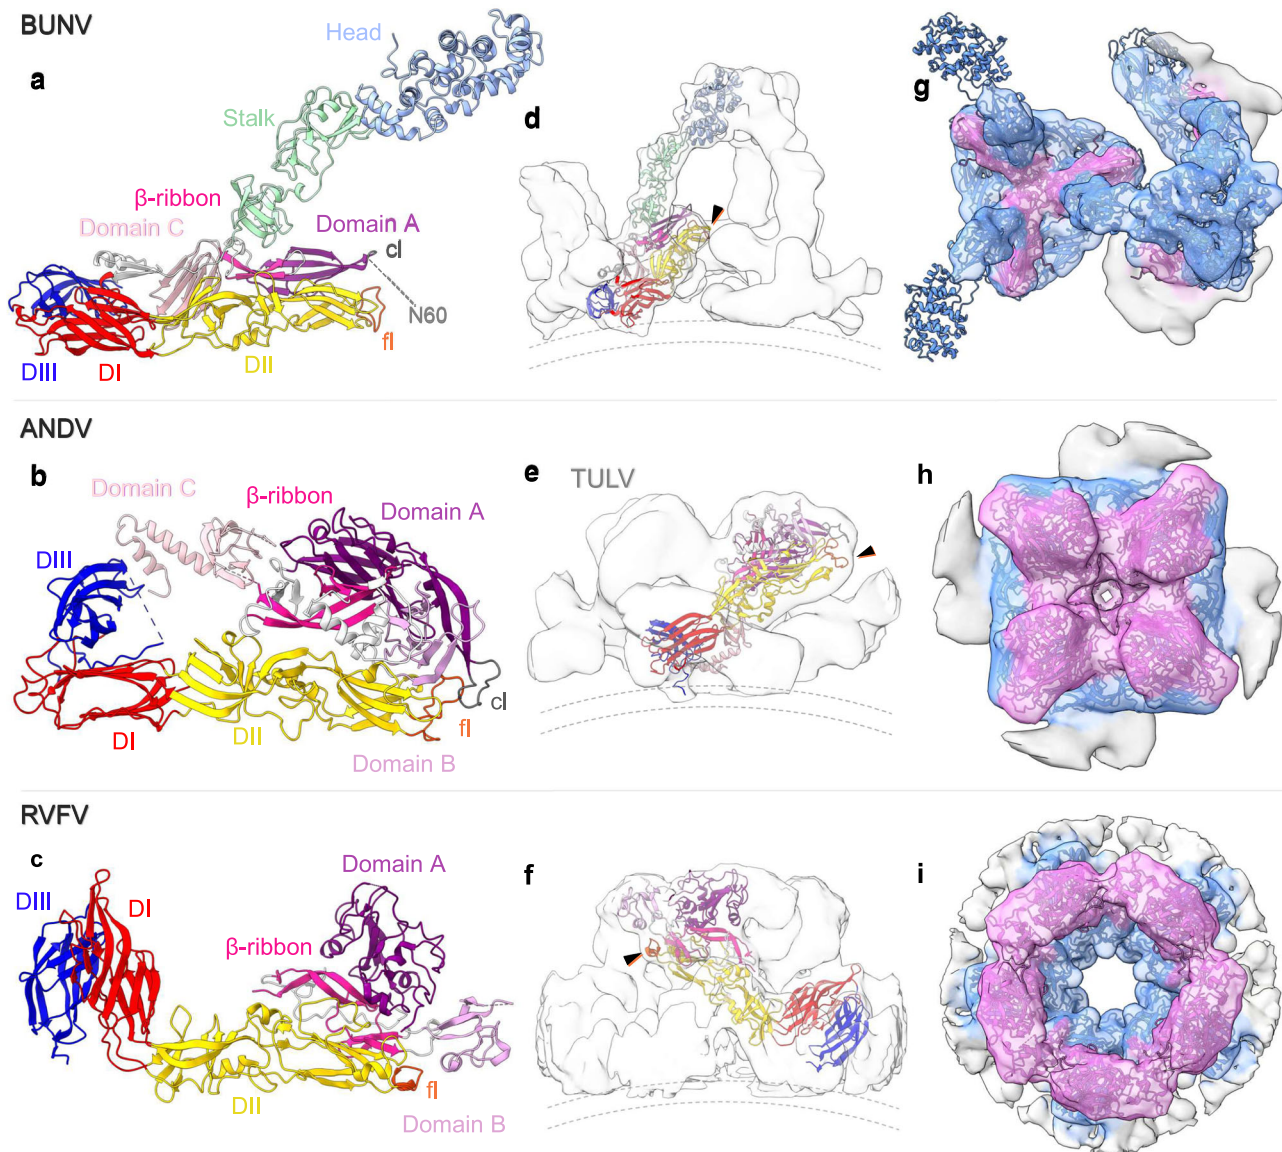 BUNV
a
Head
Stalk
β-ribbon
Domain C
Domain A
cl
N60
fl
DII
DIII
DI
d
g
ANDV
b
Domain C
β-ribbon
Domain A
DIII
cl
fl
DI
DII
Domain B
e
TULV
h
RVFV
c
Domain A
DIII
DI
β-ribbon
fl
DII
Domain B
f
i